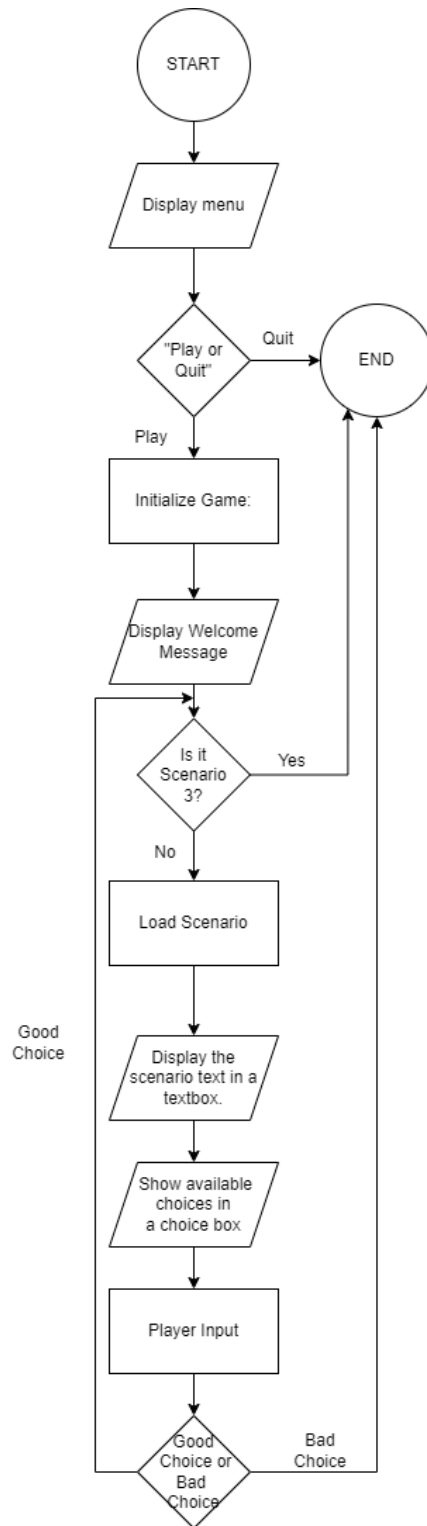 START
Display menu
"Play or
Quit"
Quit
END
Play
Initialize Game:
Display Welcome
Message
Is it
Scenario
3?
Yes
No
Load Scenario
Good
Choice
Display the
scenario text in a
textbox.
Show available
choices in
a choice box
Player Input
Good
Choice or
Bad
Choice
Bad
Choice